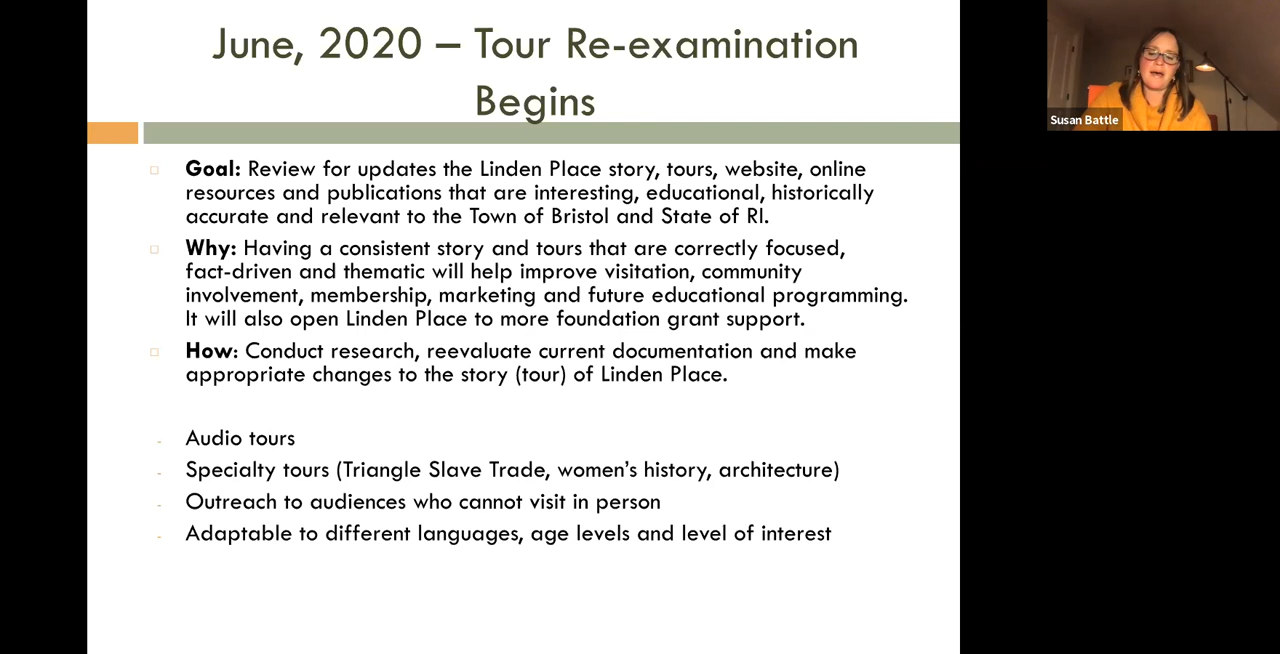 June, 2020 – Tour Re-examination
Begins
Goal: Review for updates the Linden Place story, tours, website, online
resources and publications that are interesting, educational, historically
accurate and relevant to the Town of Bristol and State of RI.
Why: Having a consistent story and tours that are correctly focused,
fact-driven and thematic will help improve visitation, community
involvement, membership, marketing and future educational programming.
It will also open Linden Place to more foundation grant support.
How: Conduct research, reevaluate current documentation and make
appropriate changes to the story (tour) of Linden Place.
- Audio tours
- Specialty tours (Triangle Slave Trade, women’s history, architecture)
- Outreach to audiences who cannot visit in person
- Adaptable to different languages, age levels and level of interest
Susan Battle